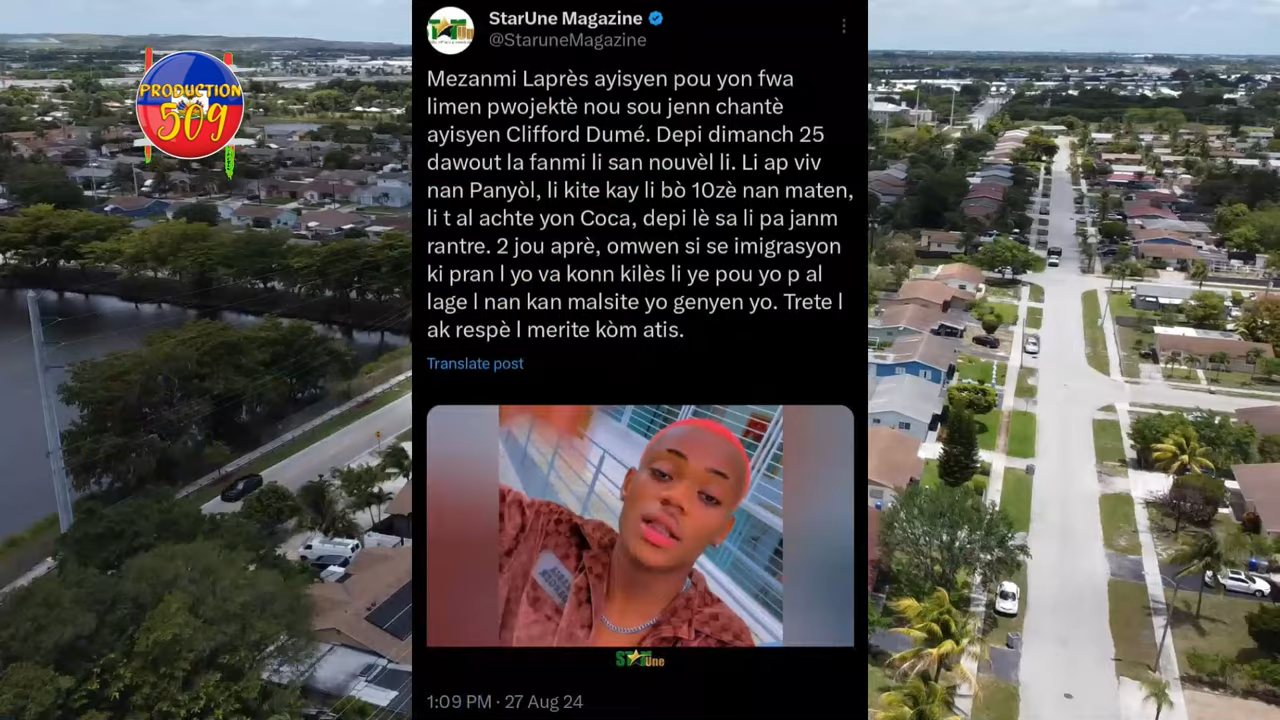 PRODUCTION
509
StarUne Magazine
@StaruneMagazine
Mezanmi Laprès ayisyen pou yon fwa
limen pwojektè nou sou jenn chantè
ayisyen Clifford Dumé. Depi dimanch 25
dawout la fanmi li san nouvèl li. Li ap viv
nan Panyòl, li kite kay li bò 10zè nan maten,
li t al achte yon Coca, depi lè sa li pa janm
rantre. 2 jou aprè, omwen si se imigrasyon
ki pran l yo va konn kilès li ye pou yo p al
lage l nan kan malsite yo genyen yo. Trete l
ak respè l merite kòm atis.
Translate post
STAR Une
1:09 PM · 27 Aug 24